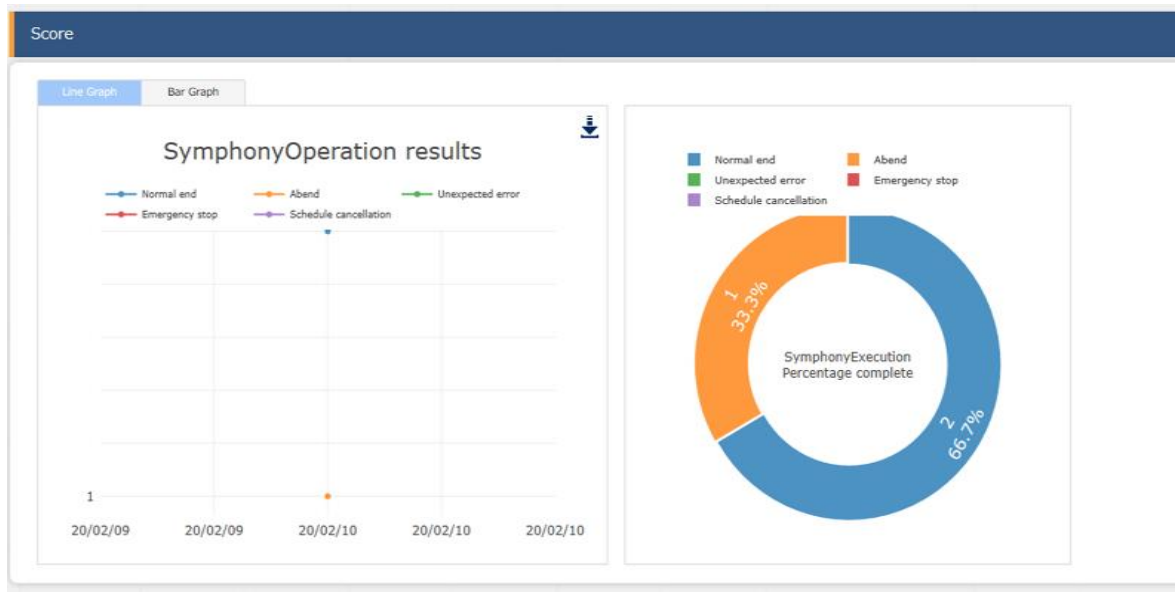 Score
Line Graph
Bar Graph
SymphonyOperation results
Normal end
Abend
Unexpected error
Emergency stop
Schedule cancellation
1
20/02/09
20/02/09
20/02/10
20/02/10
20/02/10
Normal end
Abend
Unexpected error
Emergency stop
Schedule cancellation
1
33.3%
SymphonyExecution
Percentage complete
2
66.7%